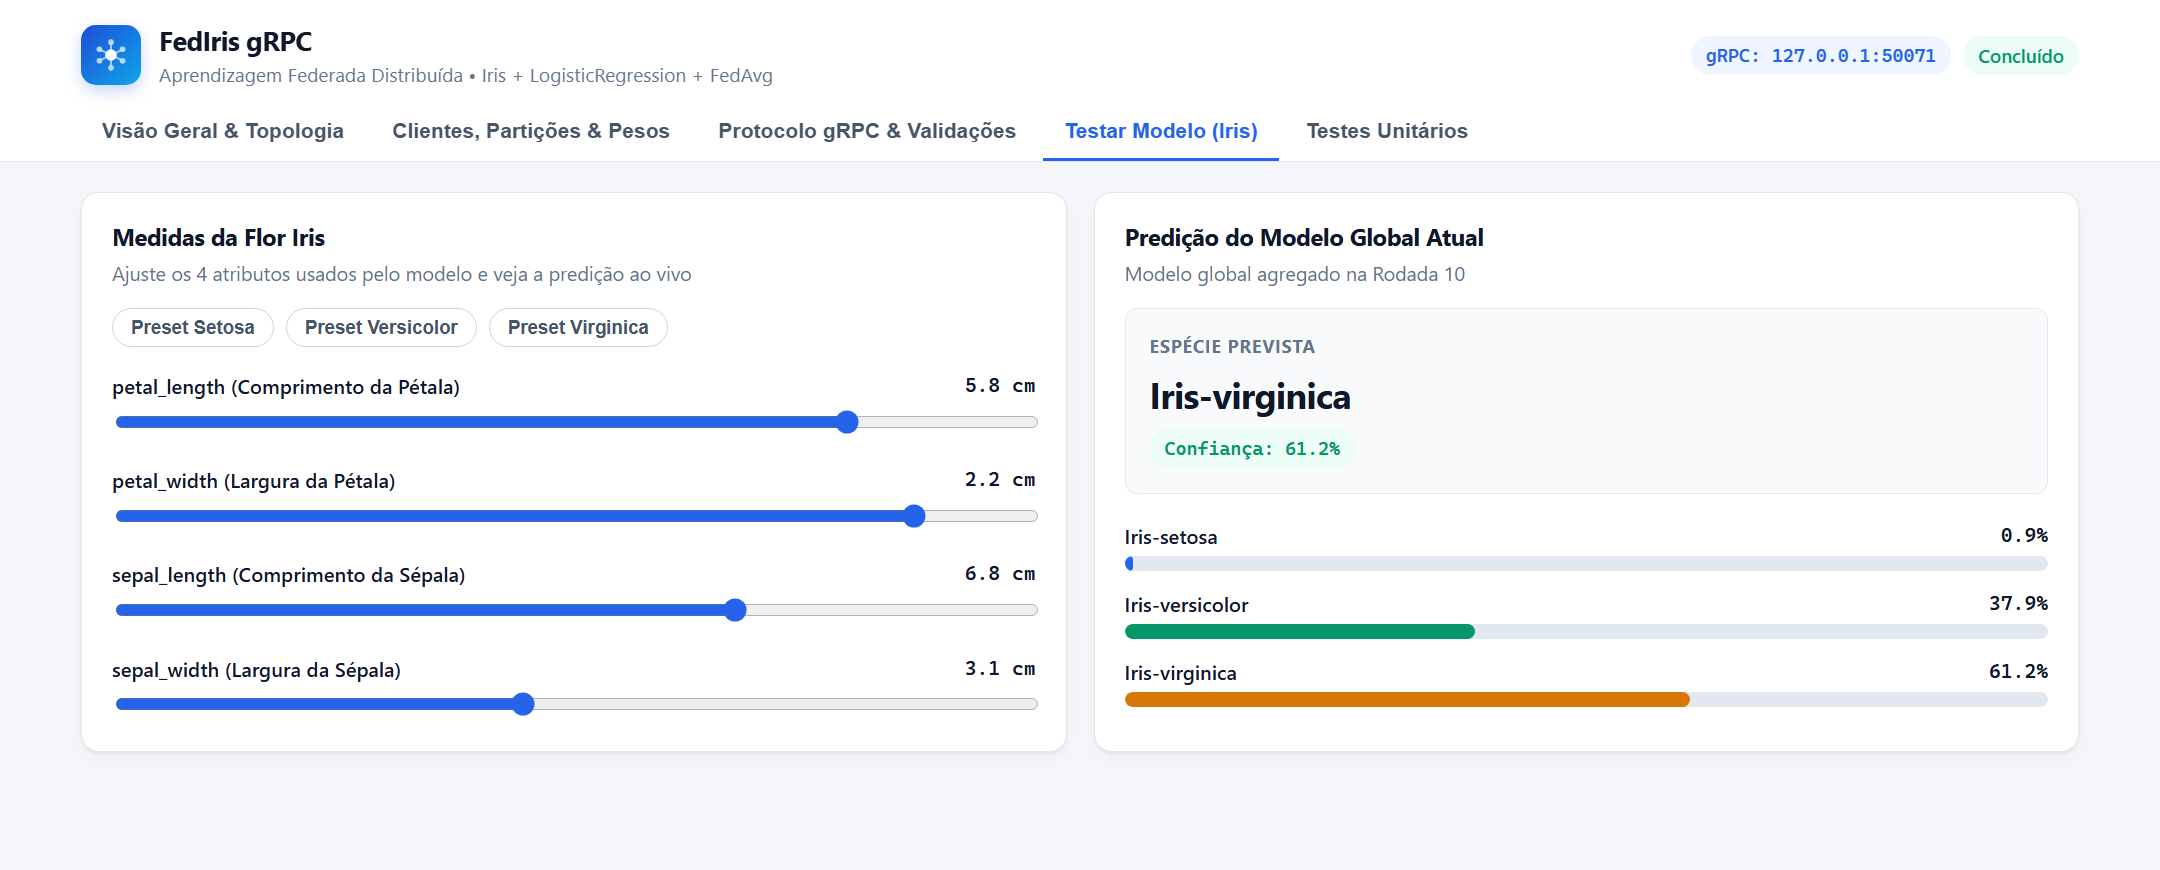 FedIris gRPC
Aprendizagem Federada Distribuída • Iris + LogisticRegression + FedAvg
gRPC: 127.0.0.1:50071
Concluído
Visão Geral & Topologia
Clientes, Partições & Pesos
Protocolo gRPC & Validações
Testar Modelo (Iris)
Testes Unitários
Medidas da Flor Iris
Ajuste os 4 atributos usados pelo modelo e veja a predição ao vivo
Preset Setosa
Preset Versicolor
Preset Virginica
petal_length (Comprimento da Pétala)
5.8 cm
petal_width (Largura da Pétala)
2.2 cm
sepal_length (Comprimento da Sépala)
6.8 cm
sepal_width (Largura da Sépala)
3.1 cm
Predição do Modelo Global Atual
Modelo global agregado na Rodada 10
ESPÉCIE PREVISTA
Iris-virginica
Confiança: 61.2%
Iris-setosa
0.9%
Iris-versicolor
37.9%
Iris-virginica
61.2%